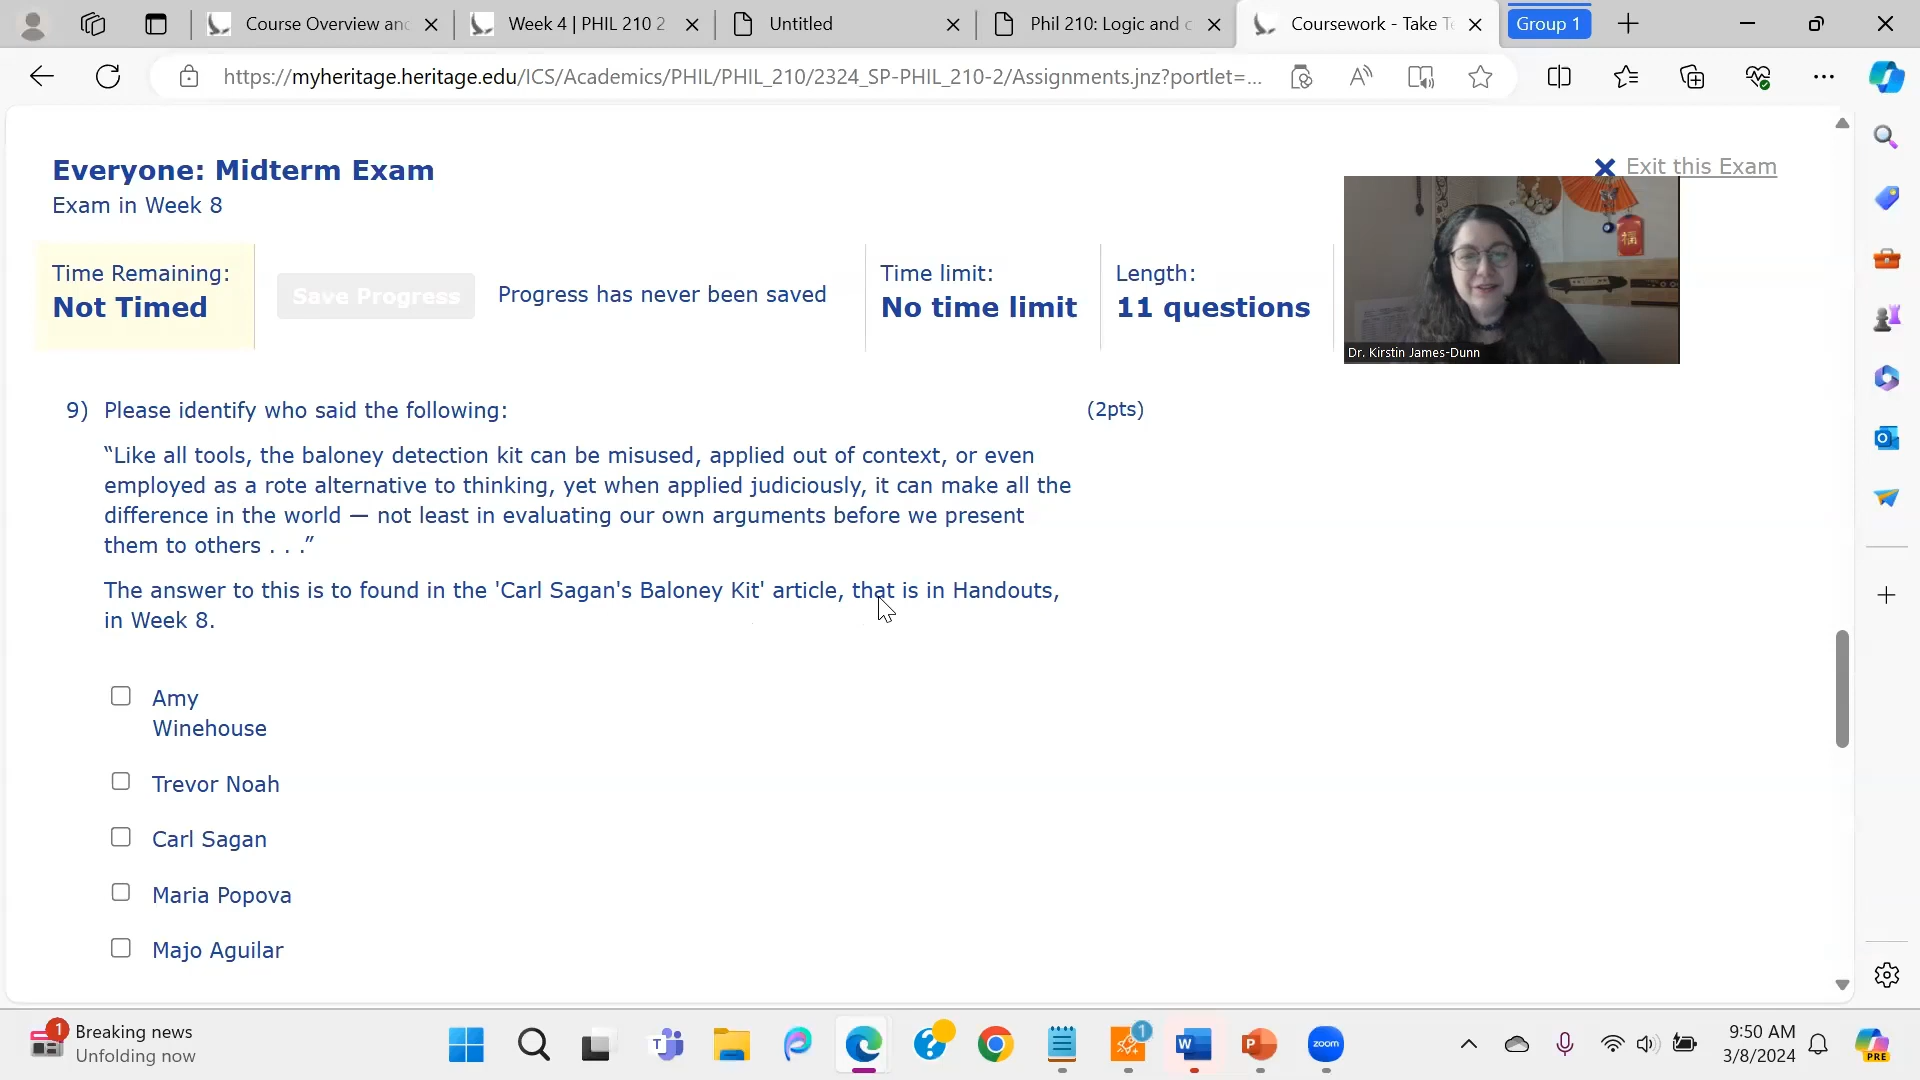 Course Overview and
Week 4 | PHIL 210 2
Untitled
Phil 210: Logic and c
Coursework - Take Te
Group 1
https://myheritage.heritage.edu/ICS/Academics/PHIL/PHIL_210/2324_SP-PHIL_210-2/Assignments.jnz?portlet=...
Everyone: Midterm Exam
Exit this Exam
Exam in Week 8
Time Remaining:
Not Timed
Save Progress
Progress has never been saved
Time limit:
No time limit
Length:
11 questions
福
Dr. Kirstin James-Dunn
9) Please identify who said the following:
(2pts)
“Like all tools, the baloney detection kit can be misused, applied out of context, or even
employed as a rote alternative to thinking, yet when applied judiciously, it can make all the
difference in the world — not least in evaluating our own arguments before we present
them to others . . .”
The answer to this is to found in the 'Carl Sagan's Baloney Kit' article, that is in Handouts,
in Week 8.
Amy
Winehouse
Trevor Noah
Carl Sagan
Maria Popova
Majo Aguilar
1
Breaking news
Unfolding now
1
zoom
9:50 AM
3/8/2024
PRE